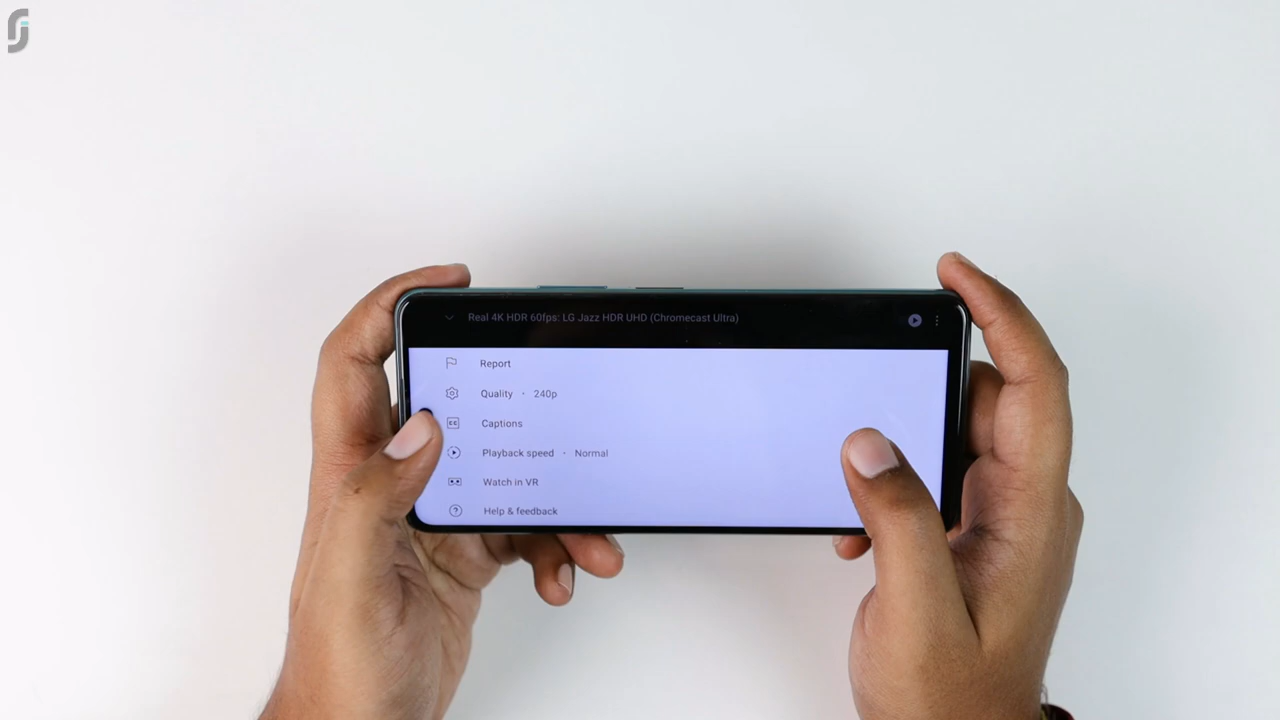 Real 4K HDR 60fps: LG Jazz HDR UHD (Chromecast Ultra)
Report
Quality · 240p
CC Captions
Playback speed · Normal
Watch in VR
? Help & feedback